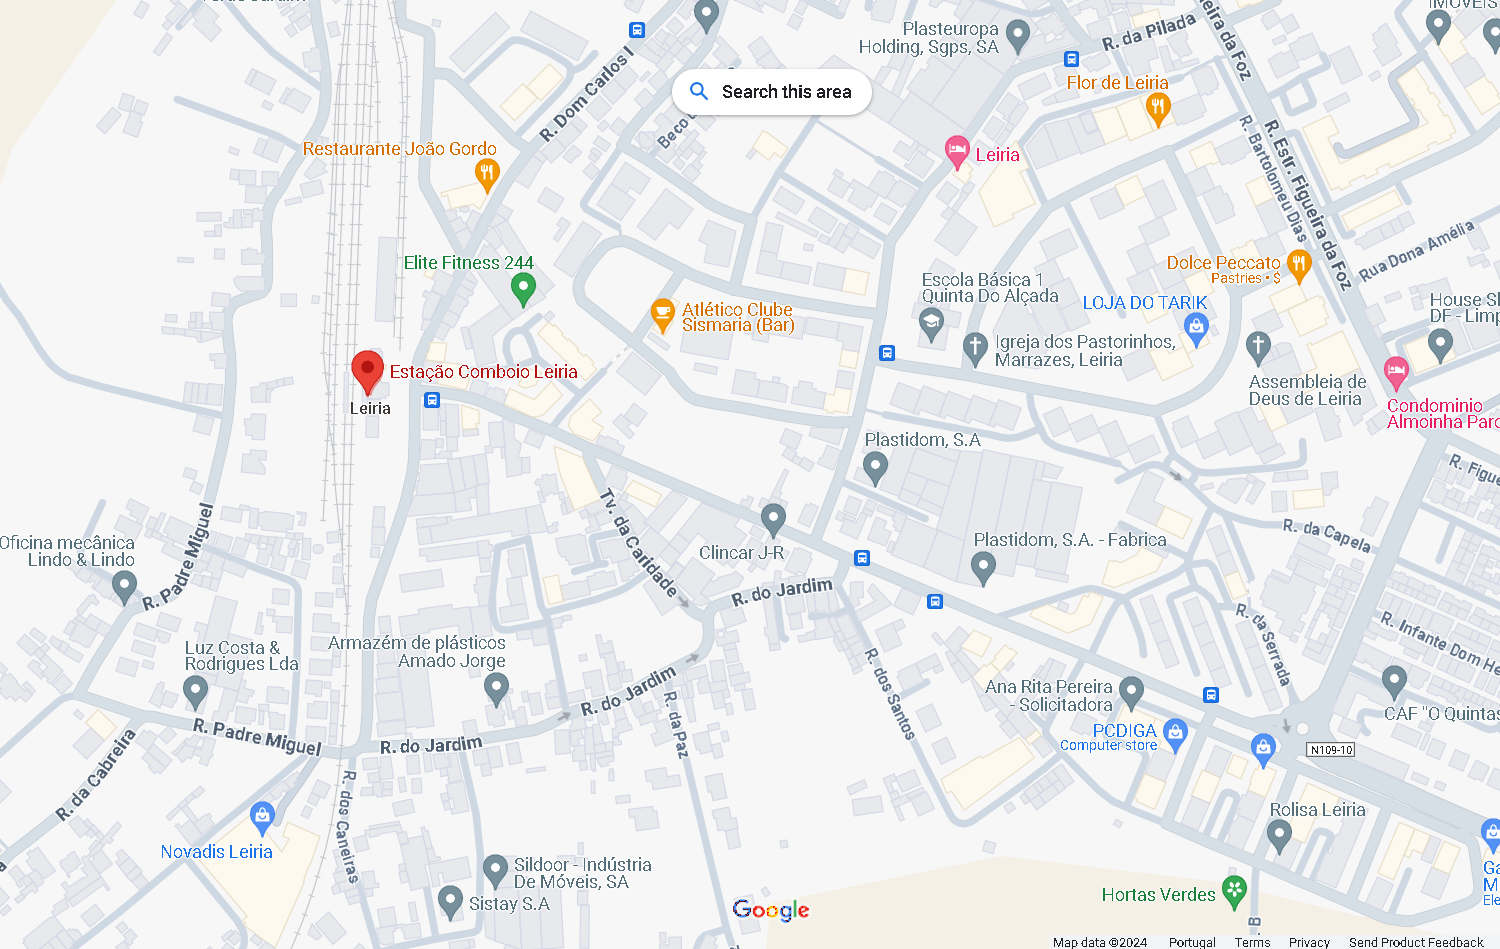 IMÓVEIS
Plasteuropa
Holding, Sgps, SA
R. da Pilada
R. Dom Carlos I
Search this area
Flor de Leiria
Restaurante João Gordo
Leiria
R. Bartolomeu Dias
R. Estr. Figueira da Foz
Elite Fitness 244
Rua Dona Amélia
Dolce Peccato
Pastries • $
Escola Básica 1
Quinta Do Alçada
LOJA DO TARIK
Atlético Clube
Sismaria (Bar)
House S
DF - Limp
Igreja dos Pastorinhos,
Marrazes, Leiria
Estação Comboio Leiria
Leiria
Assembleia de
Deus de Leiria
Condominio
Almoinha Parq
Plastidom, S.A
R. Figue
Tv. da Caridade
R. Padre Miguel
Oficina mecânica
Lindo & Lindo
Clincar J-R
Plastidom, S.A. - Fabrica
R. da Capela
R. do Jardim
R. da Serrada
R. Infante Dom He
Luz Costa &
Rodrigues Lda
Armazém de plásticos
Amado Jorge
R. do Jardim
R. da Paz
R. dos Santos
Ana Rita Pereira
- Solicitadora
CAF "O Quintas
PCDIGA
Computer store
N109-10
R. Padre Miguel
R. do Jardim
R. da Cabreira
R. dos Caneiras
Rolisa Leiria
Novadis Leiria
Sildoor - Indústria
De Móveis, SA
Sistay S.A
Ga
M
Ele
Hortas Verdes
Google
Map data ©2024 Portugal Terms Privacy Send Product Feedback